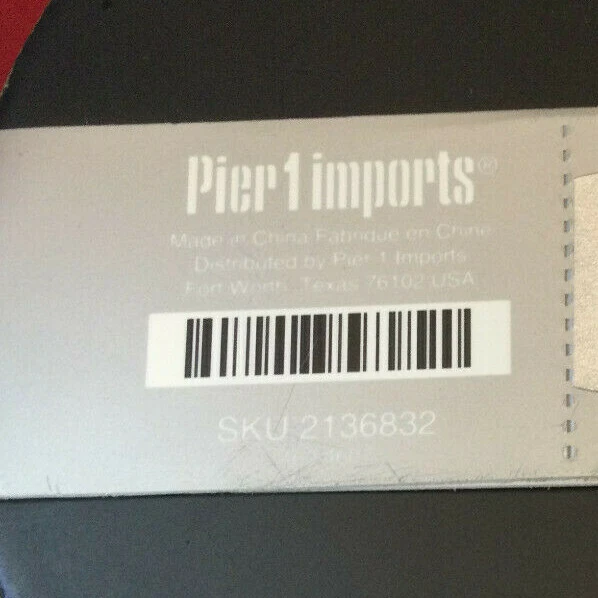 Pier 1 imports®
Made in China/Fabriqué en Chine
Distributed by Pier 1 Imports
Fort Worth, Texas 76102 USA
SKU 2136832